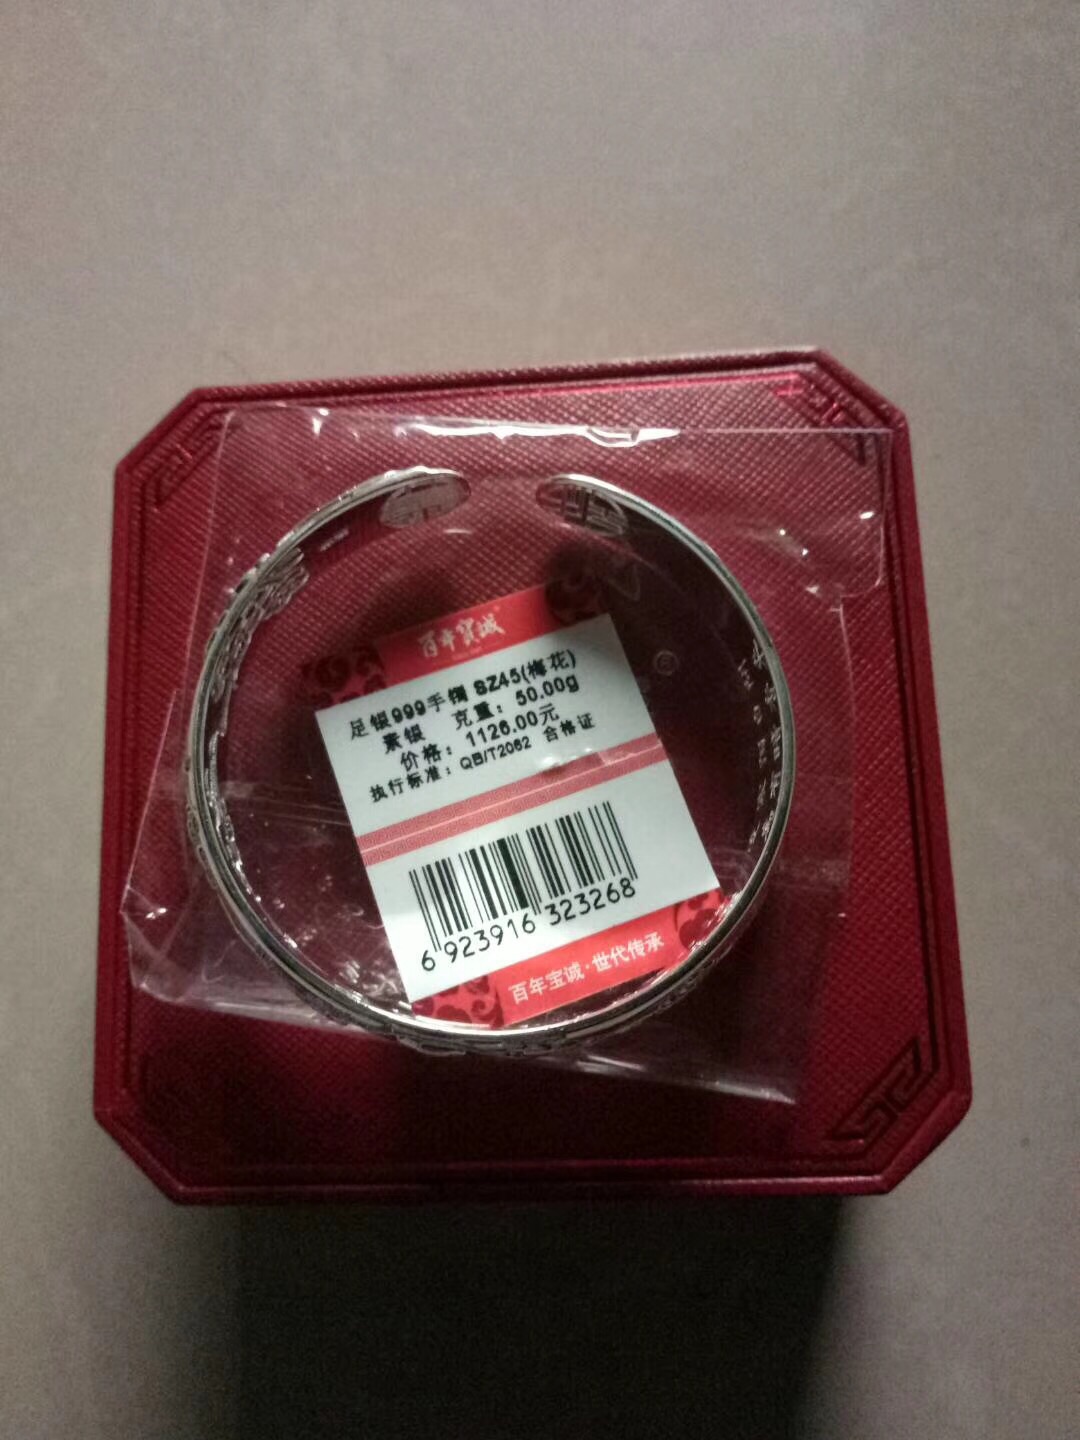 百年宝诚
足银999手镯 SZ45(梅花)
素银 克重：50.00g
价格：1126.00元
执行标准：QB/T2062 合格证
6 923916 323268
百年宝诚·世代传承